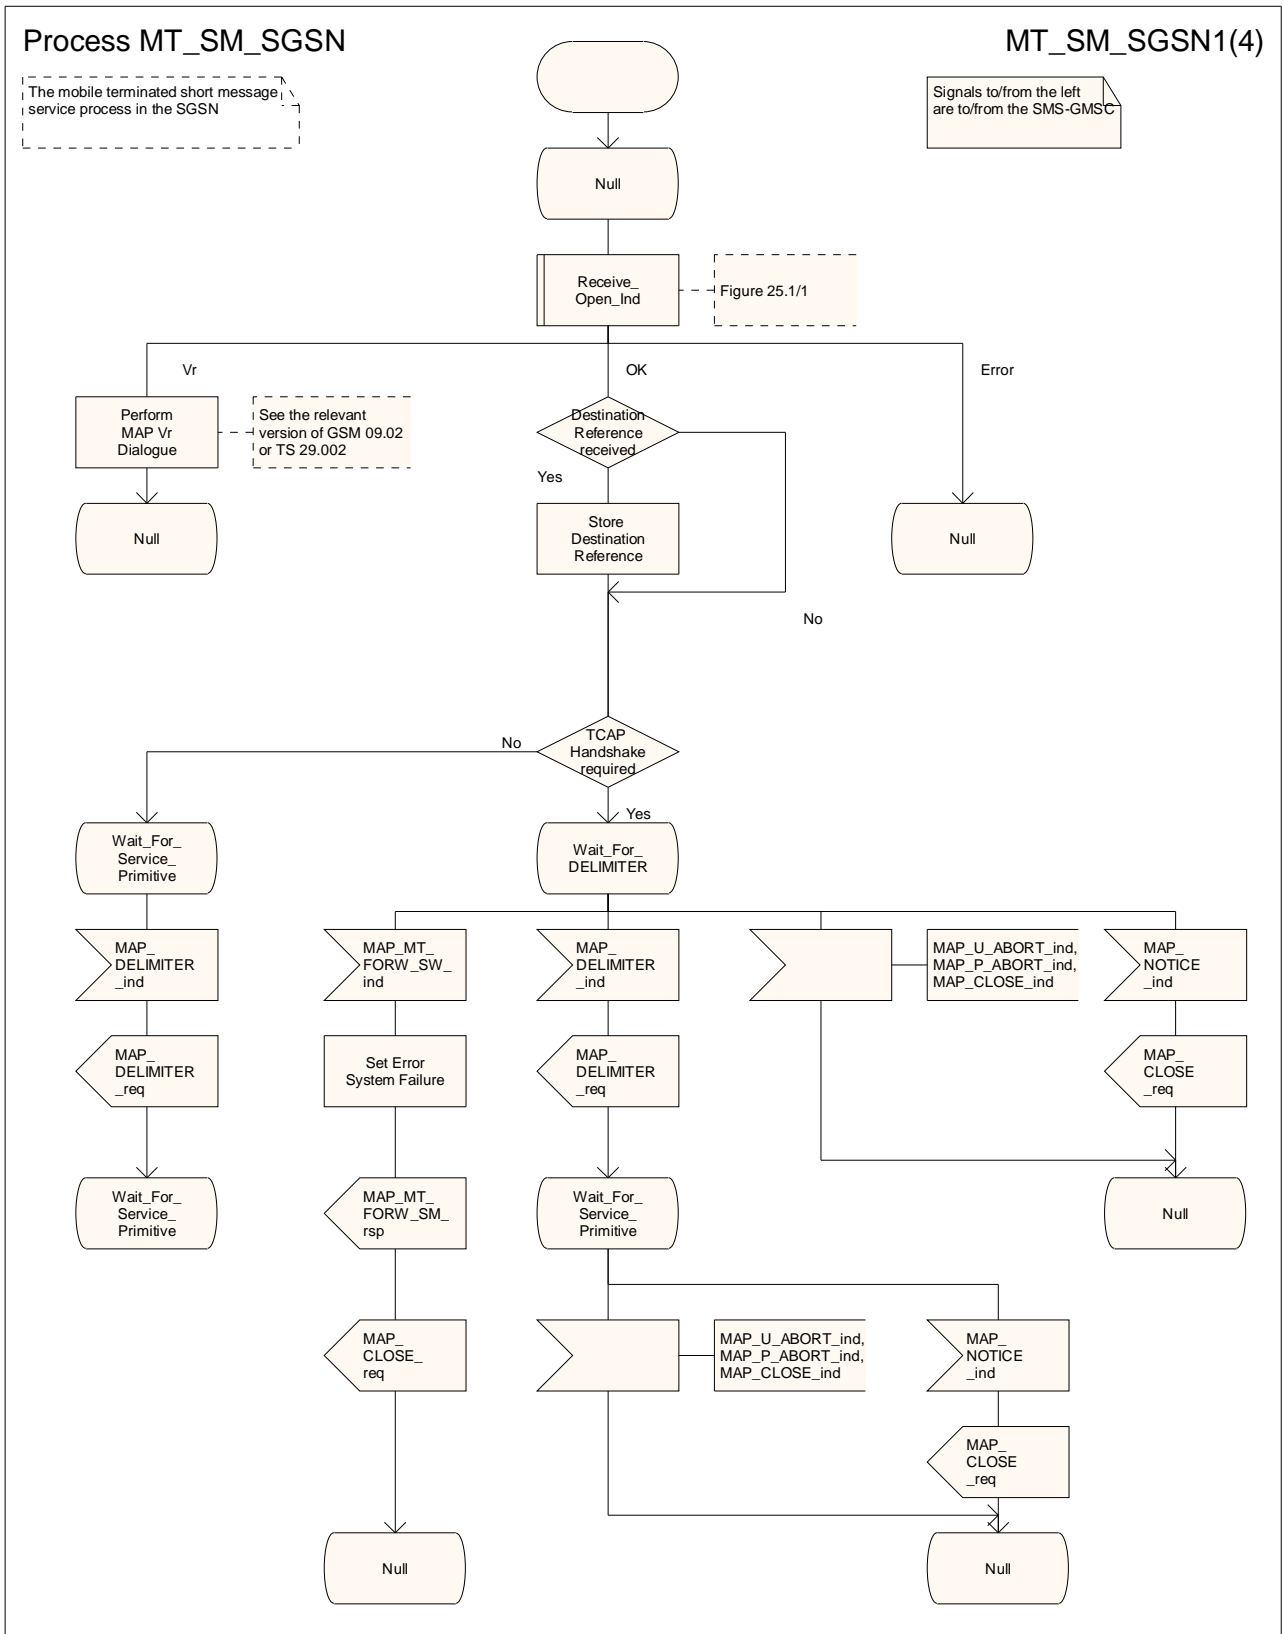 Process MT_SM_SGSN
MT_SM_SGSN1(4)
The mobile terminated short message
service process in the SGSN
Signals to/from the left
are to/from the SMS-GMSC
Null
Receive_
Open_Ind
Figure 25.1/1
Vr
OK
Error
Perform
MAP Vr
Dialogue
See the relevant
version of GSM 09.02
or TS 29.002
Destination
Reference
received
Yes
Null
Store
Destination
Reference
Null
No
TCAP
Handshake
required
No
Yes
Wait_For_
Service_
Primitive
Wait_For_
DELIMITER
MAP_
DELIMITER
_ind
MAP_MT_
FORW_SW_
ind
MAP_
DELIMITER
_ind
MAP_U_ABORT_ind,
MAP_P_ABORT_ind,
MAP_CLOSE_ind
MAP_
NOTICE
_ind
MAP_
DELIMITER
_req
Set Error
System Failure
MAP_
DELIMITER
_req
MAP_
CLOSE
_req
Wait_For_
Service_
Primitive
MAP_MT_
FORW_SM_
rsp
Wait_For_
Service_
Primitive
Null
MAP_
CLOSE_
req
MAP_U_ABORT_ind,
MAP_P_ABORT_ind,
MAP_CLOSE_ind
MAP_
NOTICE
_ind
MAP_
CLOSE
_req
Null
Null